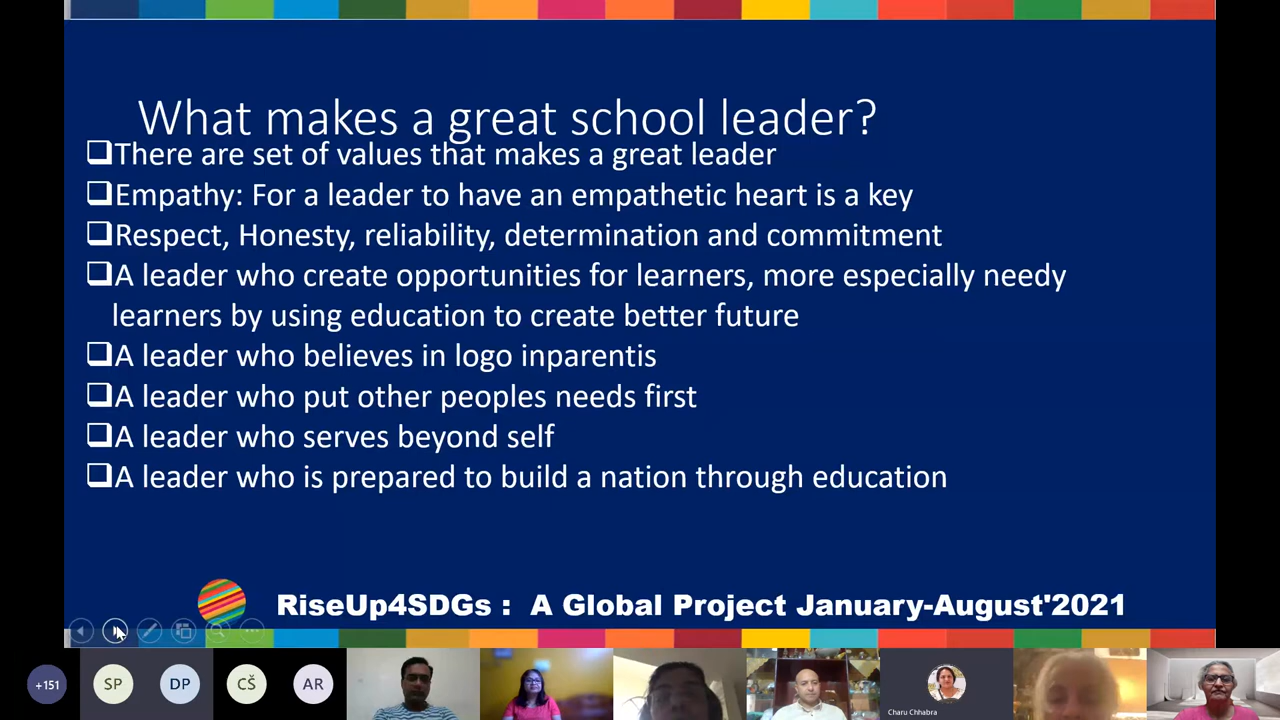 What makes a great school leader?
❑There are set of values that makes a great leader
❑Empathy: For a leader to have an empathetic heart is a key
❑Respect, Honesty, reliability, determination and commitment
❑A leader who create opportunities for learners, more especially needy
learners by using education to create better future
❑A leader who believes in logo inparentis
❑A leader who put other peoples needs first
❑A leader who serves beyond self
❑A leader who is prepared to build a nation through education
RiseUp4SDGs : A Global Project January-August'2021
+151
SP
DP
CŠ
AR
Charu Chhabra